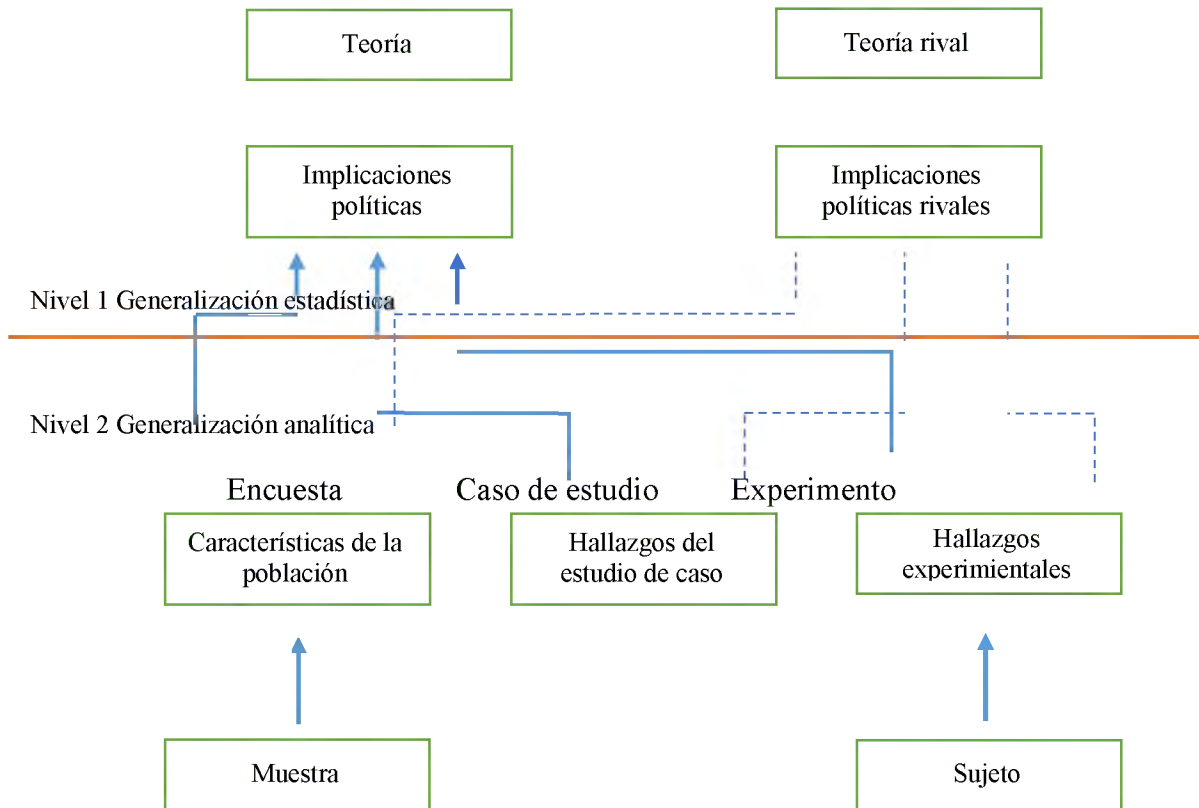 Teoría
Teoría rival
Implicaciones
políticas
Implicaciones
políticas rivales
Nivel 1 Generalización estadística
Nivel 2 Generalización analítica
Encuesta
Caso de estudio
Experimento
Características de la
población
Hallazgos del
estudio de caso
Hallazgos
experimientales
Muestra
Sujeto